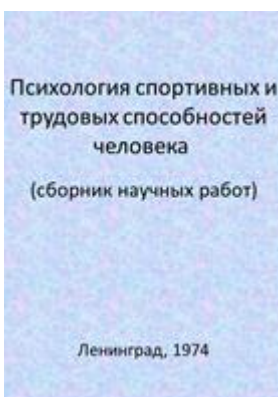 Психология спортивных и
трудовых способностей
человека
(сборник научных работ)
Ленинград, 1974